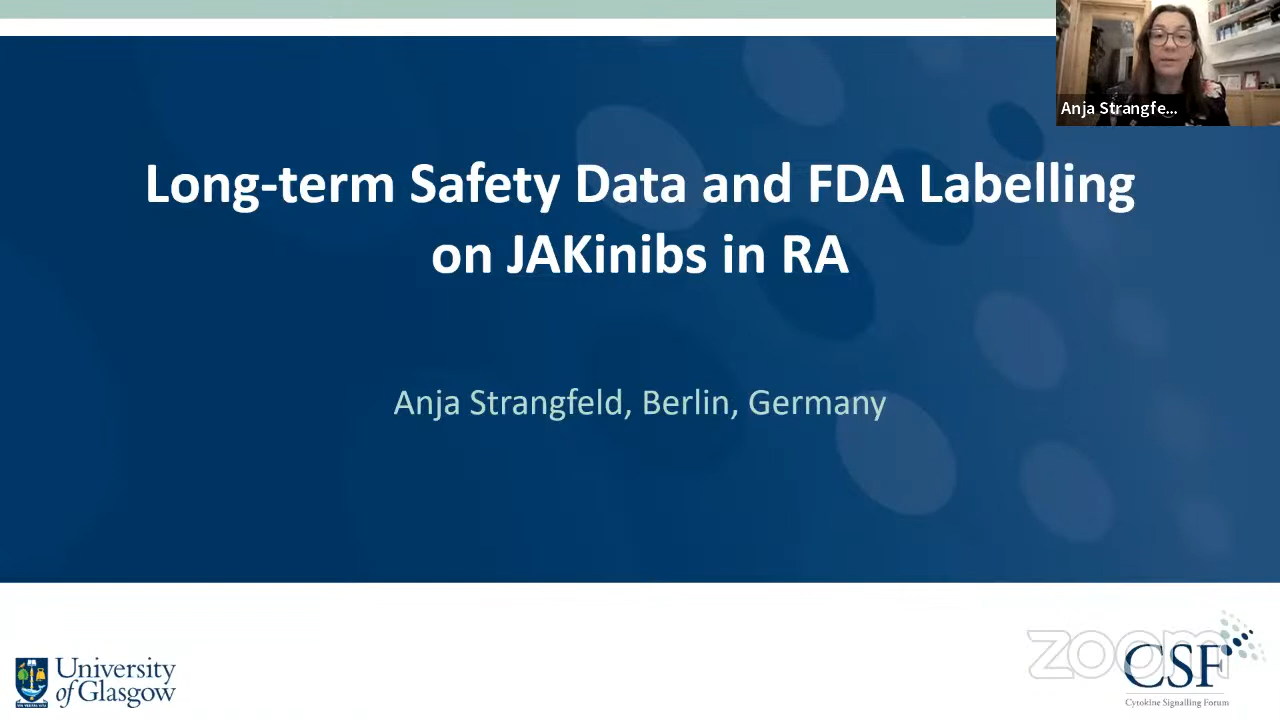 Anja Strangfe...
Long-term Safety Data and FDA Labelling
on JAKinibs in RA
Anja Strangfeld, Berlin, Germany
University
of Glasgow
zoom
CSF
Cytokine Signalling Forum